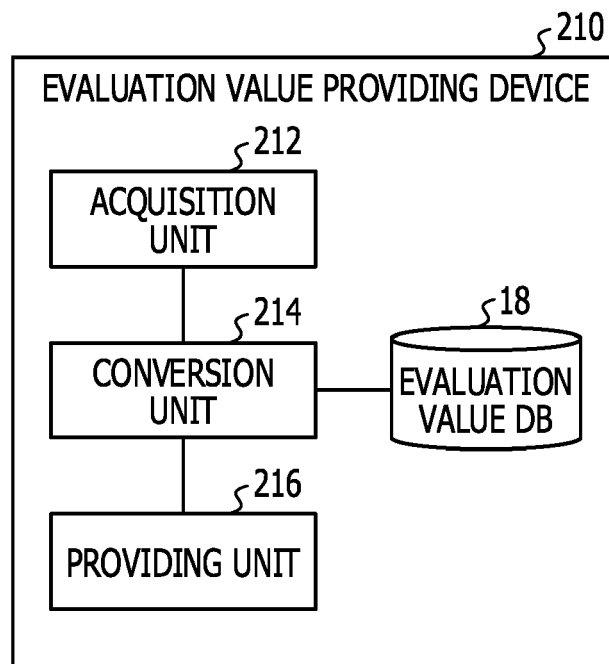 210
EVALUATION VALUE PROVIDING DEVICE
212
ACQUISITION
UNIT
214
CONVERSION
UNIT
18
EVALUATION
VALUE DB
216
PROVIDING UNIT